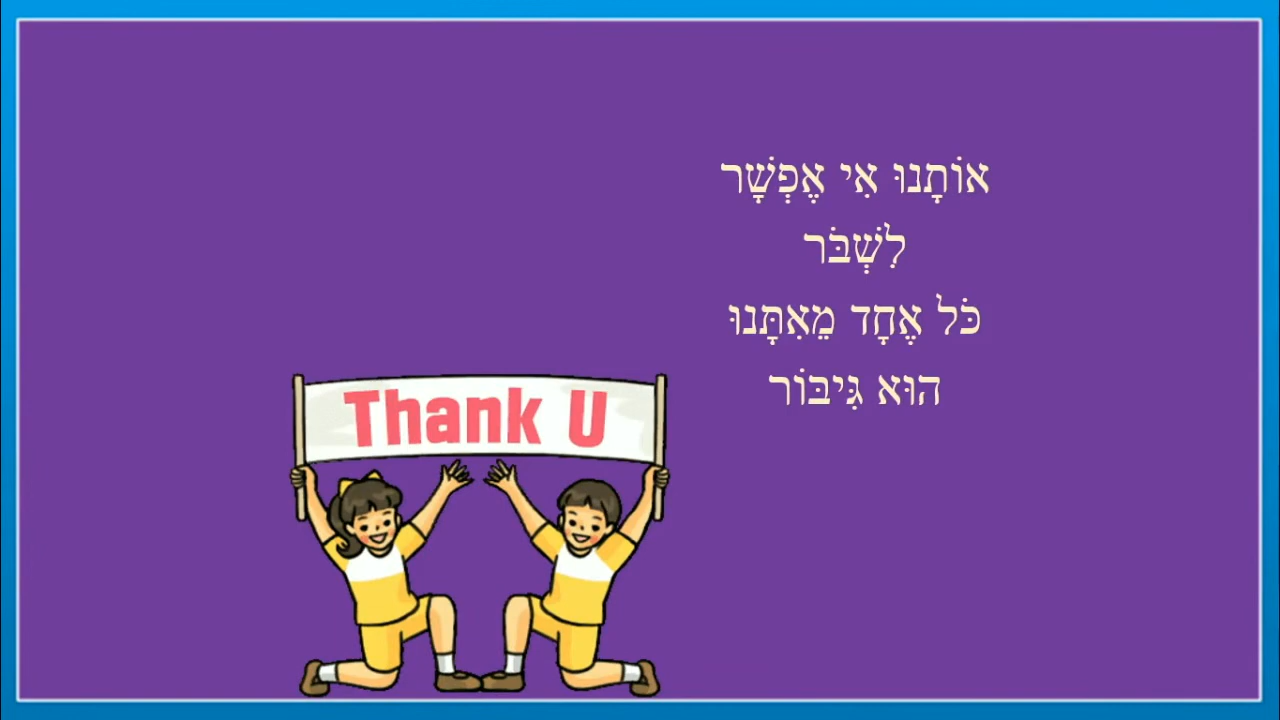 אוֹתָנוּ אִי אֶפְשָׁר
לִשְׁבֹּר
כֹּל אֶחָד מֵאִתָּנוּ
הוּא גִּיבּוֹר
Thank U